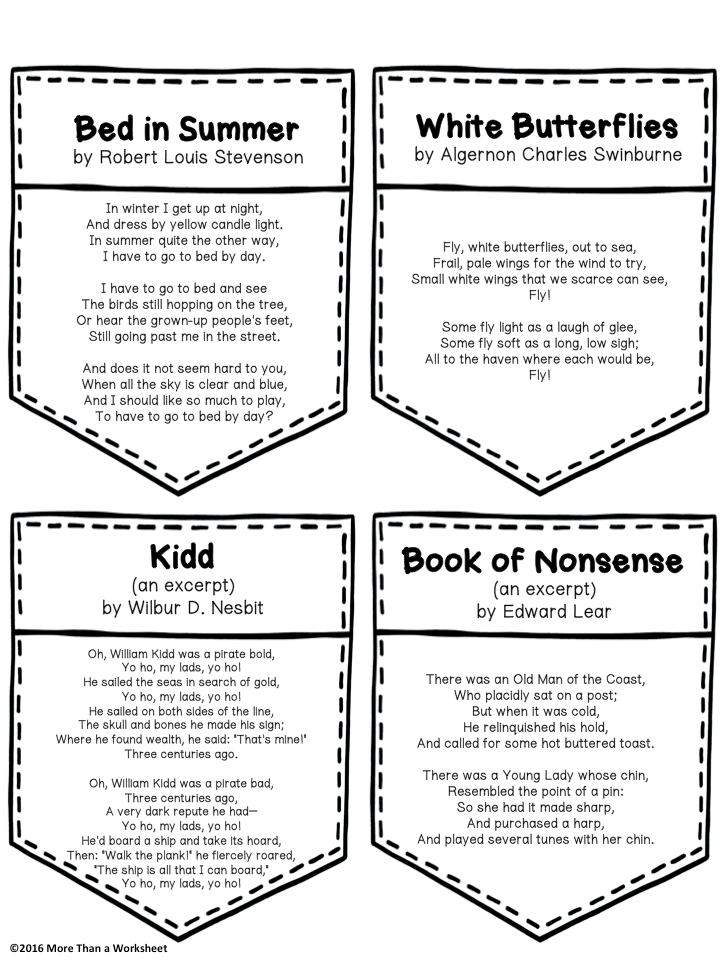 Bed in Summer
by Robert Louis Stevenson
In winter I get up at night,
And dress by yellow candle light.
In summer quite the other way,
I have to go to bed by day.
I have to go to bed and see
The birds still hopping on the tree,
Or hear the grown-up people's feet,
Still going past me in the street.
And does it not seem hard to you,
When all the sky is clear and blue,
And I should like so much to play,
To have to go to bed by day?
White Butterflies
by Algernon Charles Swinburne
Fly, white butterflies, out to sea,
Frail, pale wings for the wind to try,
Small white wings that we scarce can see,
Fly!
Some fly light as a laugh of glee,
Some fly soft as a long, low sigh;
All to the haven where each would be,
Fly!
Kidd
(an excerpt)
by Wilbur D. Nesbit
Oh, William Kidd was a pirate bold,
Yo ho, my lads, yo ho!
He sailed the seas in search of gold,
Yo ho, my lads, yo ho!
He sailed on both sides of the line,
The skull and bones he made his sign;
Where he found wealth, he said: "That's mine!"
Three centuries ago.
Oh, William Kidd was a pirate bad,
Three centuries ago,
A very dark repute he had—
Yo ho, my lads, yo ho!
He'd board a ship and take its hoard,
Then: "Walk the plank!" he fiercely roared,
"The ship is all that I can board,"
Yo ho, my lads, yo ho!
Book of Nonsense
(an excerpt)
by Edward Lear
There was an Old Man of the Coast,
Who placidly sat on a post;
But when it was cold,
He relinquished his hold,
And called for some hot buttered toast.
There was a Young Lady whose chin,
Resembled the point of a pin:
So she had it made sharp,
And purchased a harp,
And played several tunes with her chin.
©2016 More Than a Worksheet